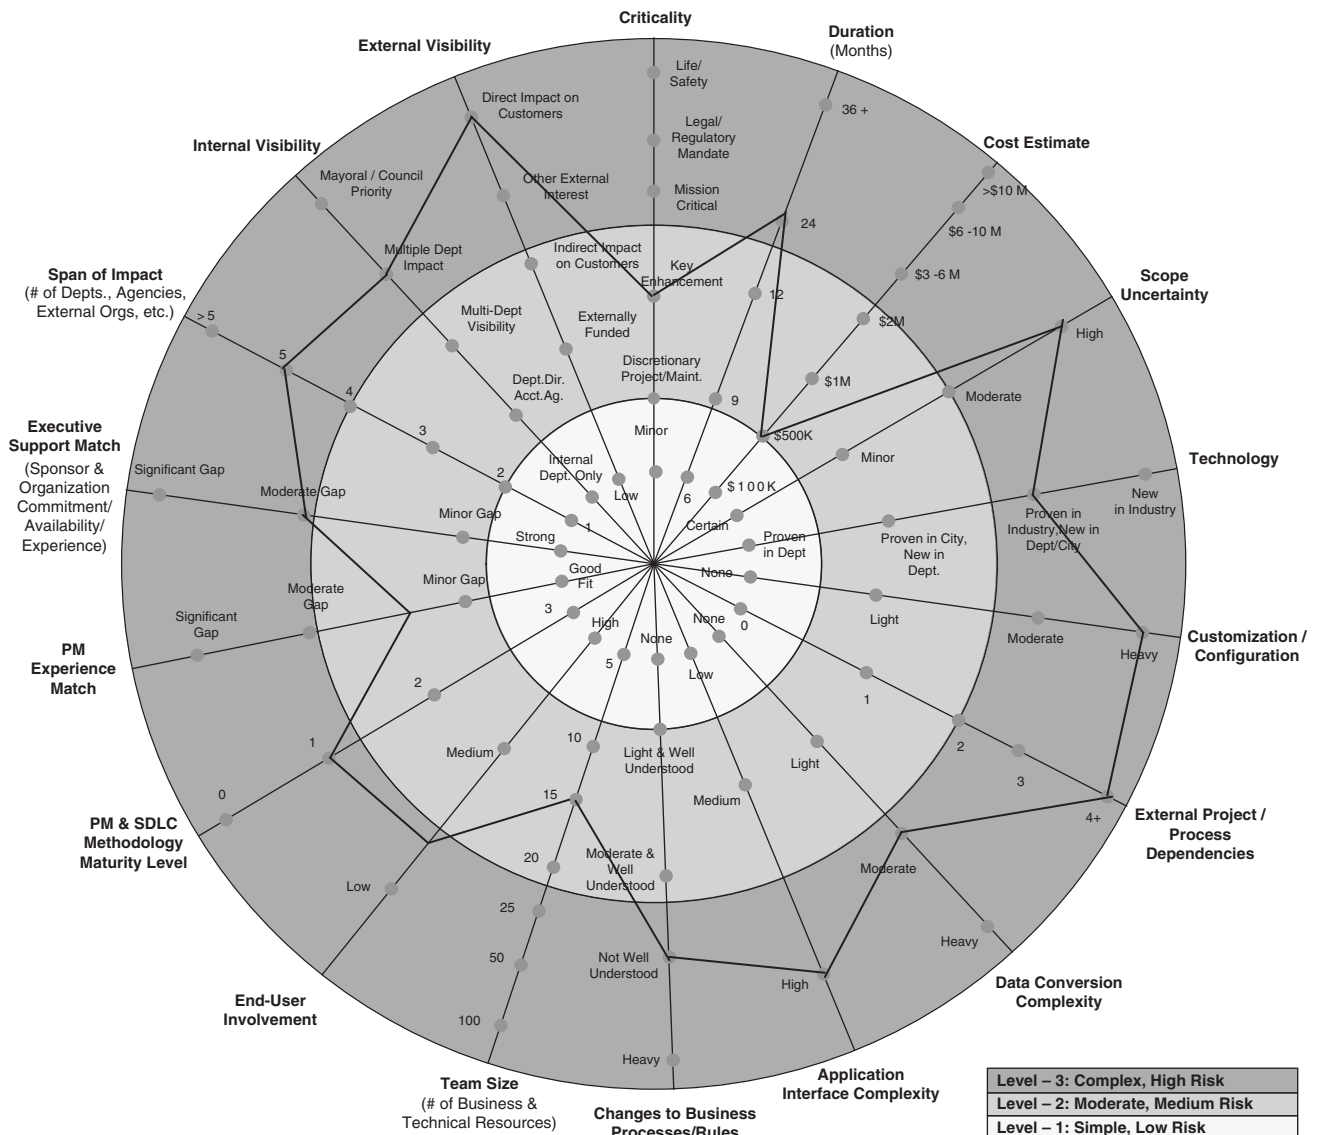 Criticality
External Visibility
Duration
(Months)
Life/
Safety
36 +
Direct Impact on
Customers
Legal/
Regulatory
Mandate
Internal Visibility
Cost Estimate
Mayoral / Council
Priority
Other External
Interest
Mission
Critical
>$10 M
$6 -10 M
24
Multiple Dept
Impact
Indirect Impact
on Customers
Key
Enhancement
$3 -6 M
Span of Impact
(# of Depts., Agencies,
External Orgs, etc.)
Scope
Uncertainty
12
> 5
Multi-Dept
Visibility
Externally
Funded
$2M
High
5
Discretionary
Project/Maint.
$1M
4
Dept.Dir.
Acct.Ag.
9
Moderate
3
Minor
$500K
Executive
Support Match
(Sponsor &
Organization
Commitment/
Availability/
Experience)
Significant Gap
2
Internal
Dept. Only
Minor
Technology
Moderate Gap
Low
6
$100K
New
in Industry
Minor Gap
1
Certain
Proven in
Industry,New in
Dept/City
Strong
Proven
in Dept
Proven in City,
New in
Dept.
Good
Fit
None
Minor Gap
Moderate
Gap
3
None
0
Light
Significant
Gap
High
Moderate
Customization /
Configuration
Heavy
PM
Experience
Match
5
None
Low
2
1
1
Medium
10
Light & Well
Understood
Light
2
3
0
15
Medium
4+
External Project /
Process
Dependencies
PM & SDLC
Methodology
Maturity Level
20
Moderate &
Well
Understood
Moderate
Low
25
50
Not Well
Understood
High
Heavy
End-User
Involvement
100
Data Conversion
Complexity
Heavy
Team Size
(# of Business &
Technical Resources)
Changes to Business
Processes/Rules
Application
Interface Complexity
Level – 3: Complex, High Risk
Level – 2: Moderate, Medium Risk
Level – 1: Simple, Low Risk